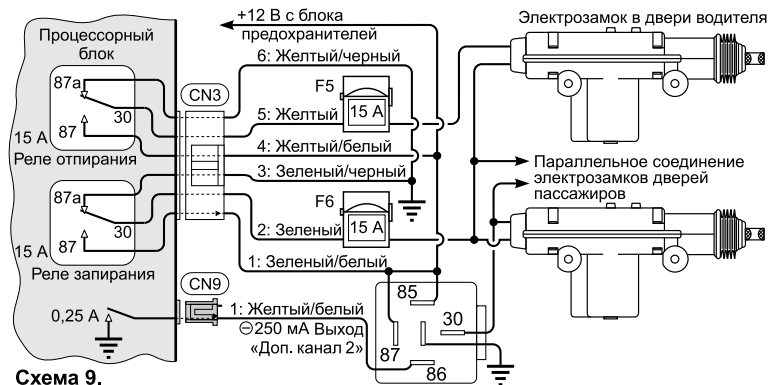 +12 В с блока
предохранителей
Электрозамок в двери водителя
Процессорный
блок
6: Желтый/черный
F5
87а
CN3
15 А
5: Желтый
30
87
15 А
4: Желтый/белый
Реле отпирания
3: Зеленый/черный
Параллельное соединение
электрозамков дверей
пассажиров
87а
F6
15 А
2: Зеленый
30
87
15 А
Реле запирания
1: Зеленый/белый
CN9
0,25 А
1: Желтый/белый
⊖250 мА Выход
«Доп. канал 2»
85
30
87
86
Схема 9.